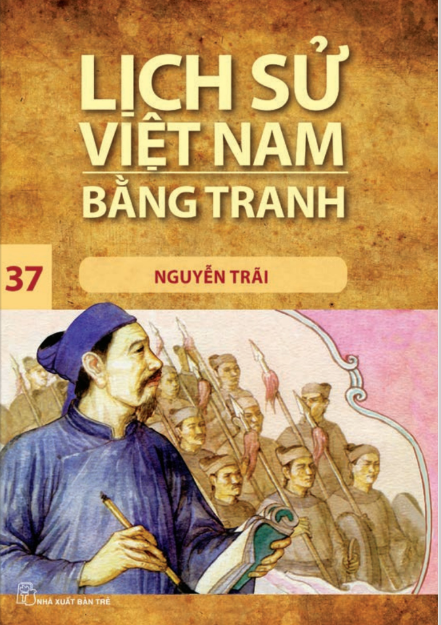 LỊCH SỬ
VIỆT NAM
BẰNG TRANH
37
NGUYỄN TRÃI
NHÀ XUẤT BẢN TRẺ